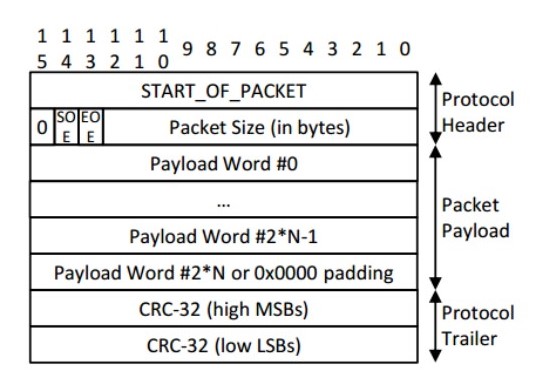 1 1 1 1 1 1 9 8 7 6 5 4 3 2 1 0
5 4 3 2 1 0
START_OF_PACKET
Protocol
Header
0 SO EO Packet Size (in bytes)
E E
Payload Word #0
...
Packet
Payload
Payload Word #2*N-1
Payload Word #2*N or 0x0000 padding
CRC-32 (high MSBs)
Protocol
Trailer
CRC-32 (low LSBs)